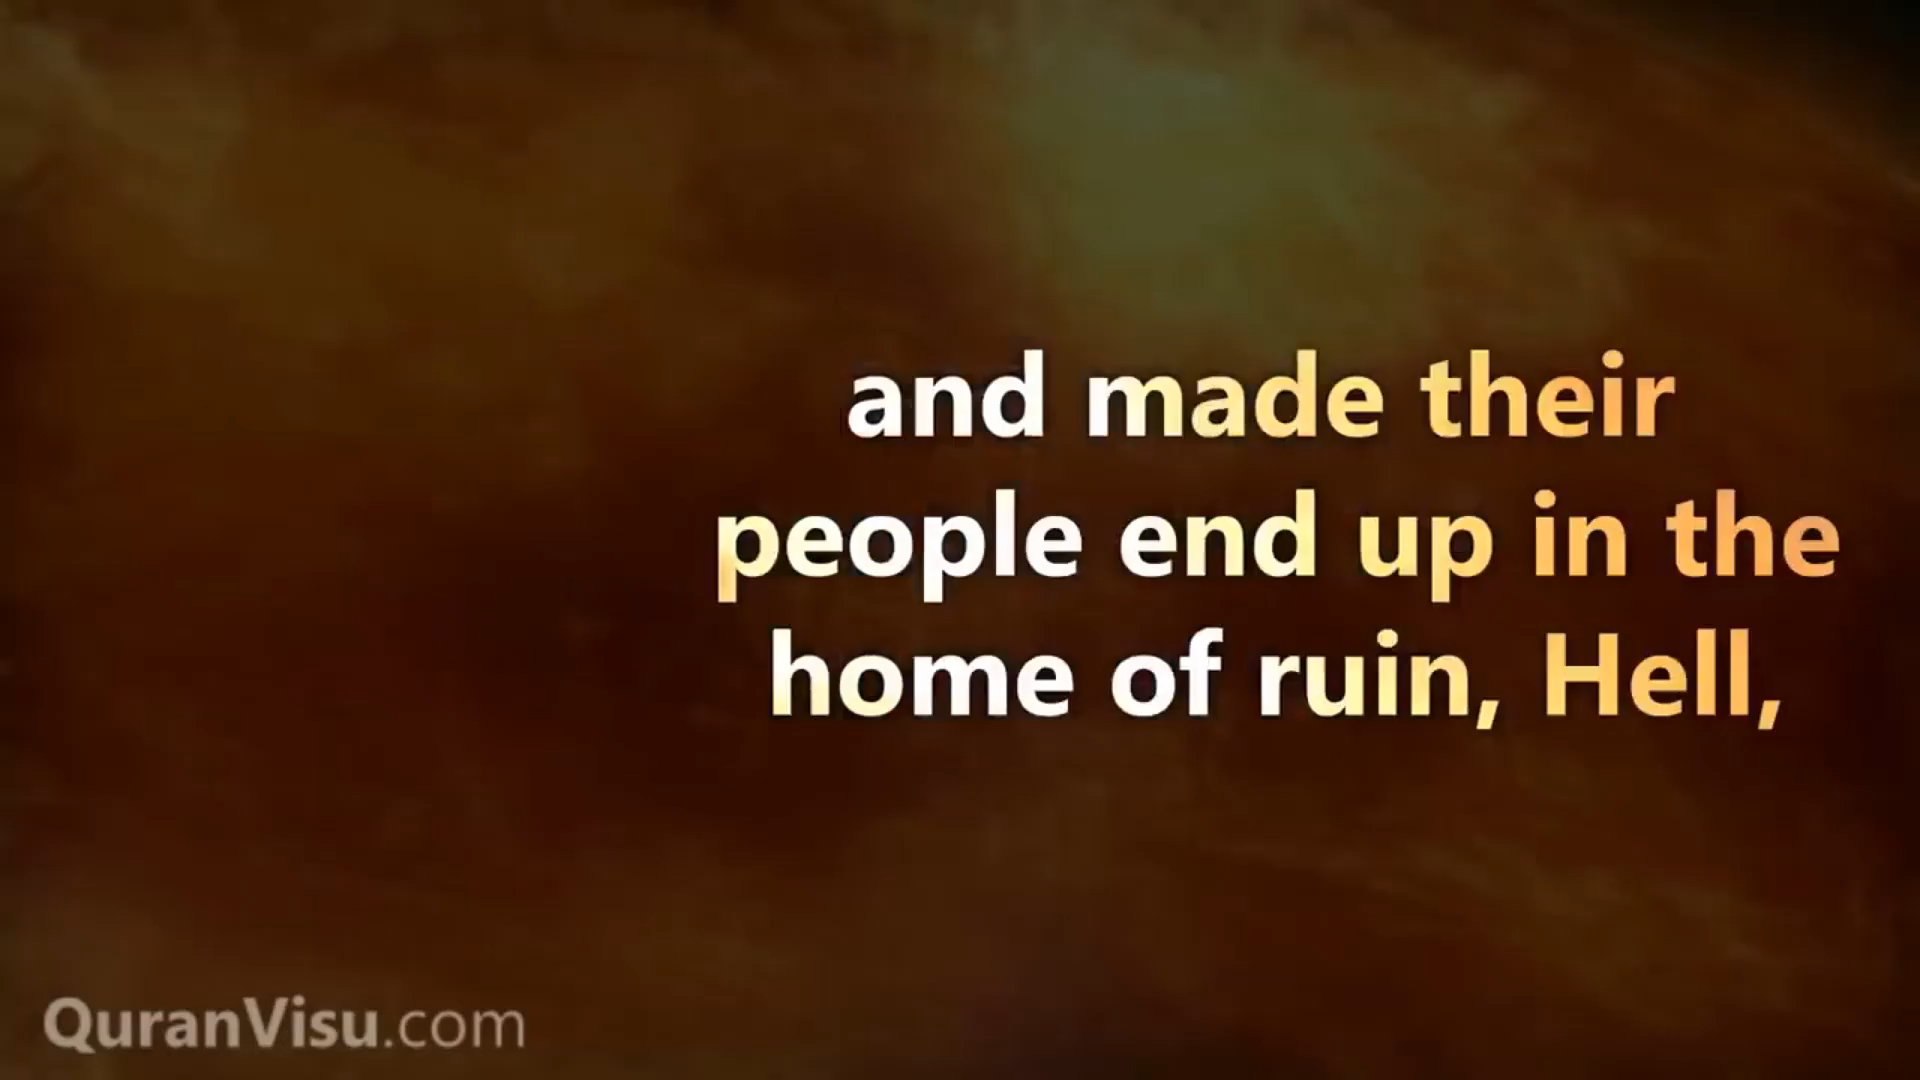 and made their
people end up in the
home of ruin, Hell,
QuranVisu.com